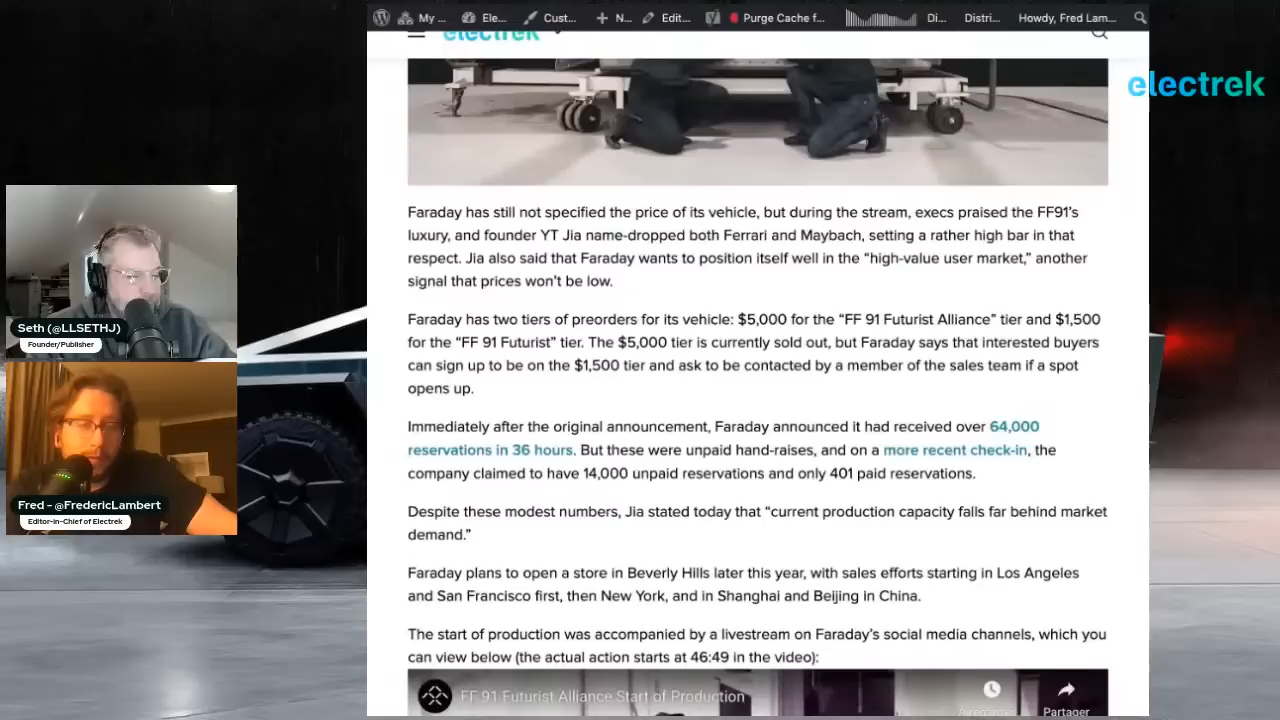 My ... Ele... Cust... N... Edit... Purge Cache f... Di... Distri... Howdy, Fred Lam...
electrek
electrek
Faraday has still not specified the price of its vehicle, but during the stream, execs praised the FF91's
luxury, and founder YT Jia name-dropped both Ferrari and Maybach, setting a rather high bar in that
respect. Jia also said that Faraday wants to position itself well in the “high-value user market,” another
signal that prices won't be low.
Faraday has two tiers of preorders for its vehicle: $5,000 for the “FF 91 Futurist Alliance” tier and $1,500
for the “FF 91 Futurist” tier. The $5,000 tier is currently sold out, but Faraday says that interested buyers
can sign up to be on the $1,500 tier and ask to be contacted by a member of the sales team if a spot
opens up.
Immediately after the original announcement, Faraday announced it had received over 64,000
reservations in 36 hours. But these were unpaid hand-raises, and on a more recent check-in, the
company claimed to have 14,000 unpaid reservations and only 401 paid reservations.
Despite these modest numbers, Jia stated today that “current production capacity falls far behind market
demand.”
Faraday plans to open a store in Beverly Hills later this year, with sales efforts starting in Los Angeles
and San Francisco first, then New York, and in Shanghai and Beijing in China.
The start of production was accompanied by a livestream on Faraday's social media channels, which you
can view below (the actual action starts at 46:49 in the video):
FF 91 Futurist Alliance Start of Production
À regarder
Partager
Seth (@LLSETHJ)
Founder/Publisher
Fred - @FredericLambert
Editor-in-Chief of Electrek